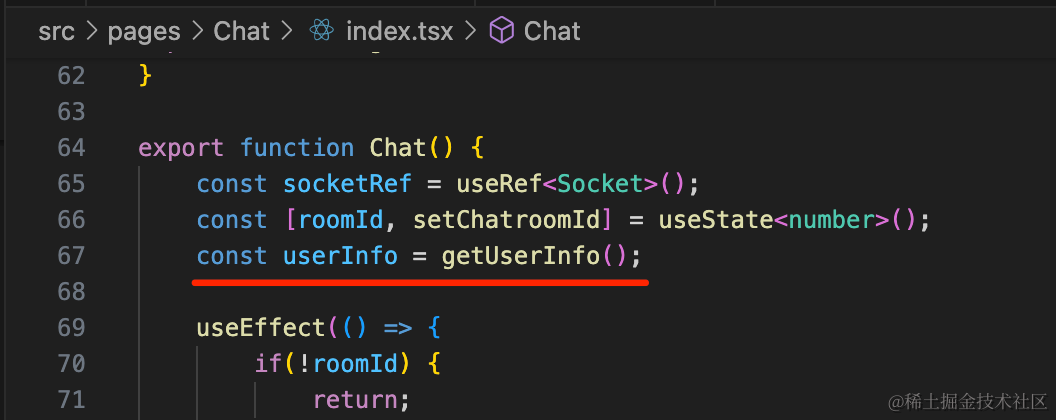 src > pages > Chat > index.tsx > Chat
62 }
63
64 export function Chat() {
65 const socketRef = useRef<Socket>();
66 const [roomId, setChatroomId] = useState<number>();
67 const userInfo = getUserInfo();
68
69 useEffect(() => {
70 if(!roomId) {
71 return;
@稀土掘金技术社区